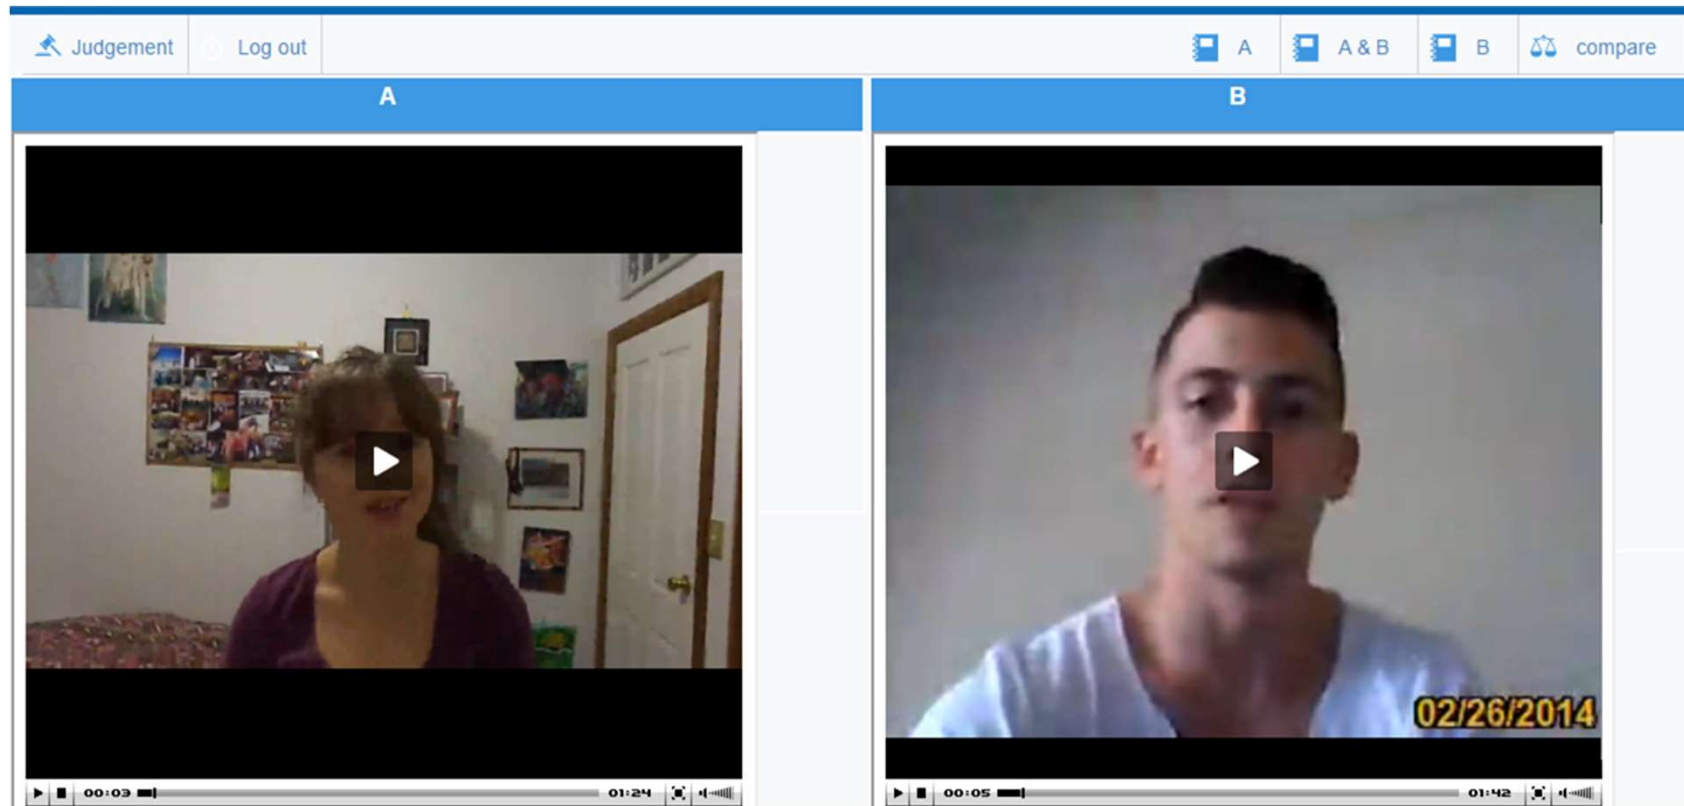 Judgement Log out A A & B B compare
A B
02/26/2014
00:03 01:24 00:05 01:42